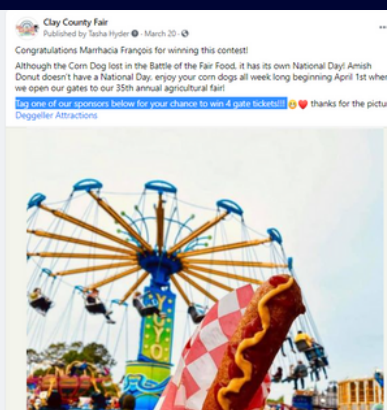 Clay County Fair
Published by Tasha Hyder · March 20 ·
Congratulations Marrhacia François for winning this contest!
Although the Corn Dog lost in the Battle of the Fair Food, it has its own National Day! Amish
Donut doesn't have a National Day. enjoy your corn dogs all week long beginning April 1st when
we open our gates to our 35th annual agricultural fair!
Tag one of our sponsors below for your chance to win 4 gate tickets!!! 😋❤️ thanks for the pictu
Deggeller Attractions
YOYO